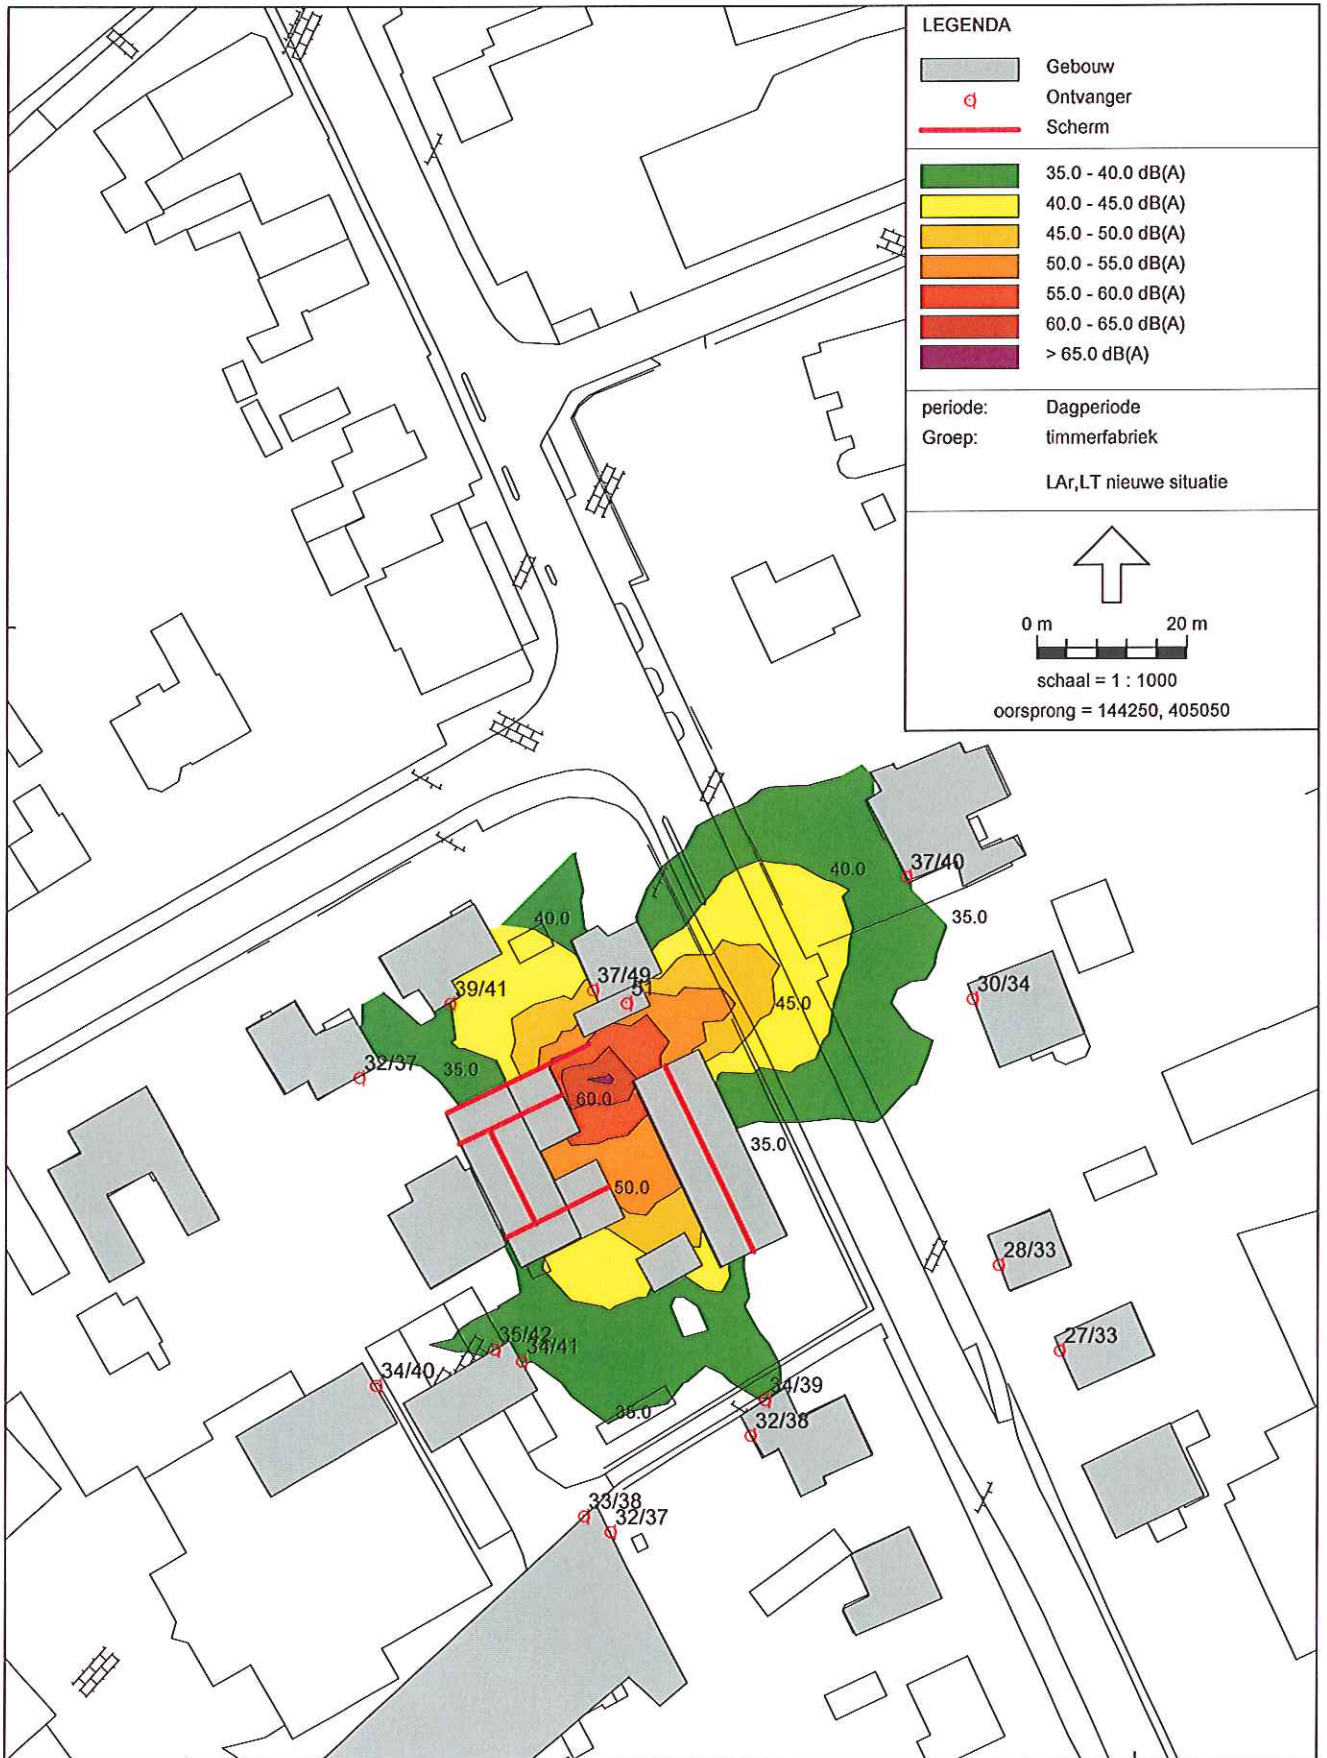 LEGENDA
Gebouw
Ontvanger
Scherm
35.0 - 40.0 dB(A)
40.0 - 45.0 dB(A)
45.0 - 50.0 dB(A)
50.0 - 55.0 dB(A)
55.0 - 60.0 dB(A)
60.0 - 65.0 dB(A)
> 65.0 dB(A)
periode: Dagperiode
Groep: timmerfabriek
LAr,LT nieuwe situatie
0 m 20 m
schaal = 1 : 1000
oorsprong = 144250, 405050
37/40
40.0
35.0
40.0
37/49
39/41
51
45.0
30/34
32/37
35.0
60.0
35.0
50.0
28/33
35/42
34/41
27/33
34/40
34/39
35.0
32/38
33/38
32/37